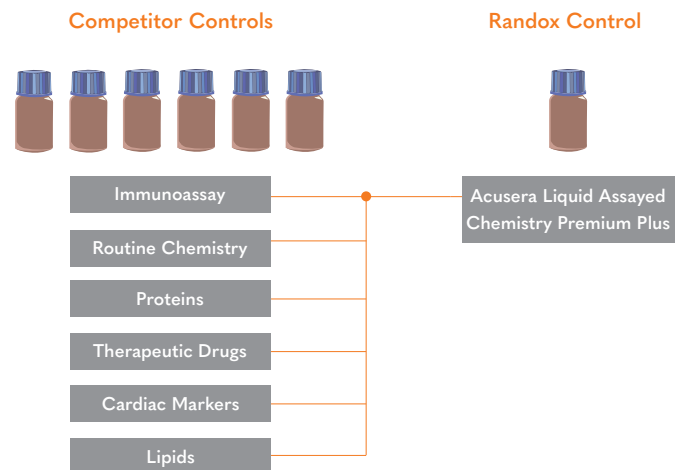 Competitor Controls
Randox Control
Immunoassay
Routine Chemistry
Proteins
Therapeutic Drugs
Cardiac Markers
Lipids
Acusera Liquid Assayed
Chemistry Premium Plus